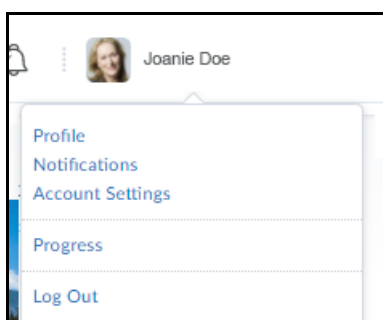 Joanie Doe
Profile
Notifications
Account Settings
Progress
Log Out